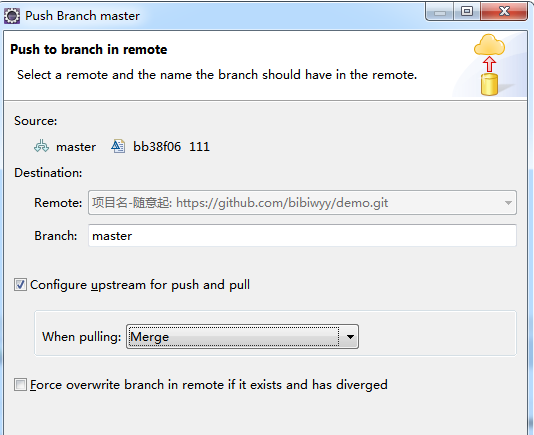 Push Branch master
Push to branch in remote
Select a remote and the name the branch should have in the remote.
Source:
master bb38f06 111
Destination:
Remote: 项目名-随意起: https://github.com/bibiwyy/demo.git
Branch: master
Configure upstream for push and pull
When pulling: Merge
Force overwrite branch in remote if it exists and has diverged